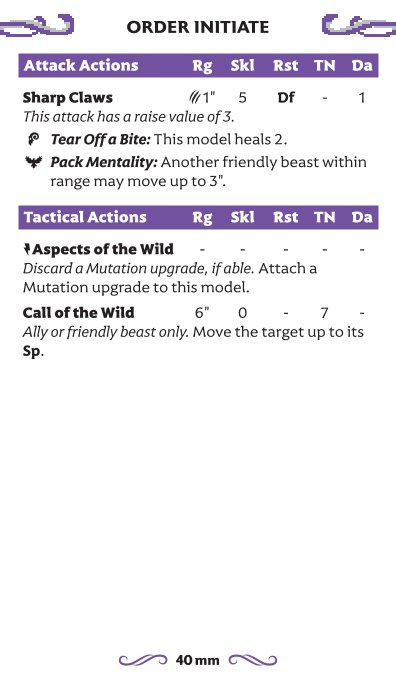 ORDER INITIATE
Attack Actions Rg Skl Rst TN Da
Sharp Claws 1" 5 Df - 1
This attack has a raise value of 3.
Tear Off a Bite: This model heals 2.
Pack Mentality: Another friendly beast within
range may move up to 3".
Tactical Actions Rg Skl Rst TN Da
Aspects of the Wild - - - - -
Discard a Mutation upgrade, if able. Attach a
Mutation upgrade to this model.
Call of the Wild 6" 0 - 7 -
Ally or friendly beast only. Move the target up to its
Sp.
40 mm